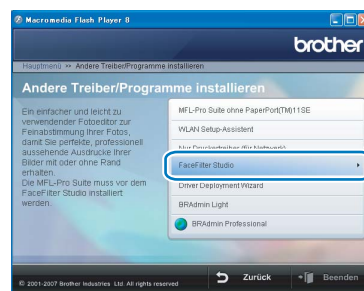 Macromedia Flash Player 8
brother
Hauptmenü >> Andere Treiber/Programme installieren
Andere Treiber/Programme installieren
Ein einfacher und leicht zu
verwendender Fotoeditor zur
Feinabstimmung Ihrer Fotos,
damit Sie perfekte, professionell
aussehende Ausdrucke Ihrer
Bilder mit oder ohne Rand
erhalten.
Die MFL-Pro Suite muss vor dem
FaceFilter Studio installiert
werden.
MFL-Pro Suite ohne PaperPort(TM)11SE
WLAN Setup-Assistent
Nur Druckertreiber (für Netzwerk)
FaceFilter Studio
Driver Deployment Wizard
BRAdmin Light
BRAdmin Professional
© 2001-2007 Brother Industries Ltd. All rights reserved
Zurück
Beenden